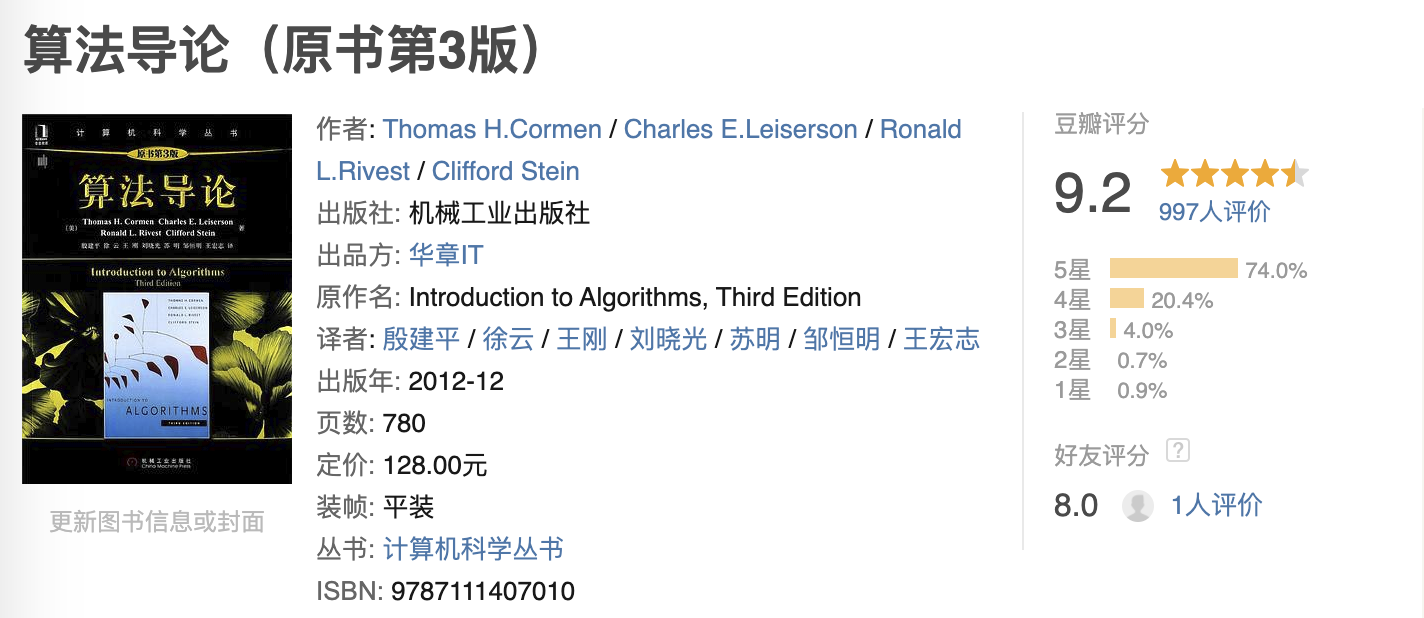 算法导论（原书第3版）
计算机科学丛书
原书第3版
算法导论
Thomas H. Cormen Charles E. Leiserson
(美) Ronald L. Rivest Clifford Stein 著
殷建平 徐云 王刚 刘晓光 苏明 邹恒明 王宏志 译
Introduction to Algorithms
Third Edition
THOMAS H. CORMEN
CHARLES E. LEISERSON
RONALD L. RIVEST
CLIFFORD STEIN
INTRODUCTION TO
ALGORITHMS
THIRD EDITION
机械工业出版社
China Machine Press
更新图书信息或封面
作者: Thomas H.Cormen / Charles E.Leiserson / Ronald
L.Rivest / Clifford Stein
出版社: 机械工业出版社
出品方: 华章IT
原作名: Introduction to Algorithms, Third Edition
译者: 殷建平 / 徐云 / 王刚 / 刘晓光 / 苏明 / 邹恒明 / 王宏志
出版年: 2012-12
页数: 780
定价: 128.00元
装帧: 平装
丛书: 计算机科学丛书
ISBN: 9787111407010
豆瓣评分
9.2
997人评价
5星 74.0%
4星 20.4%
3星 4.0%
2星 0.7%
1星 0.9%
好友评分 ?
8.0 1人评价